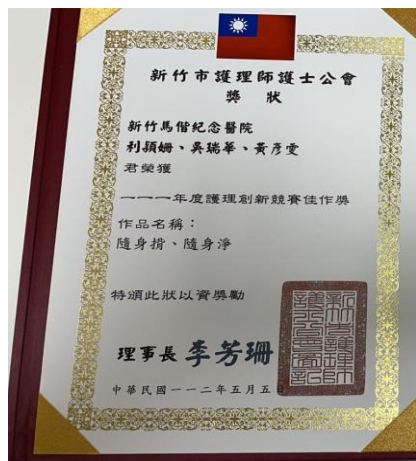 新竹市護理師護士公會
獎狀
新竹馬偕紀念醫院
利穎姍、吳瑞華、黃彥雯
君榮獲
一一一年度護理創新競賽佳作獎
作品名稱：
隨身揹、隨身淨
特頒此狀以資獎勵
理事長 李芳珊
中華民國一一二年五月五